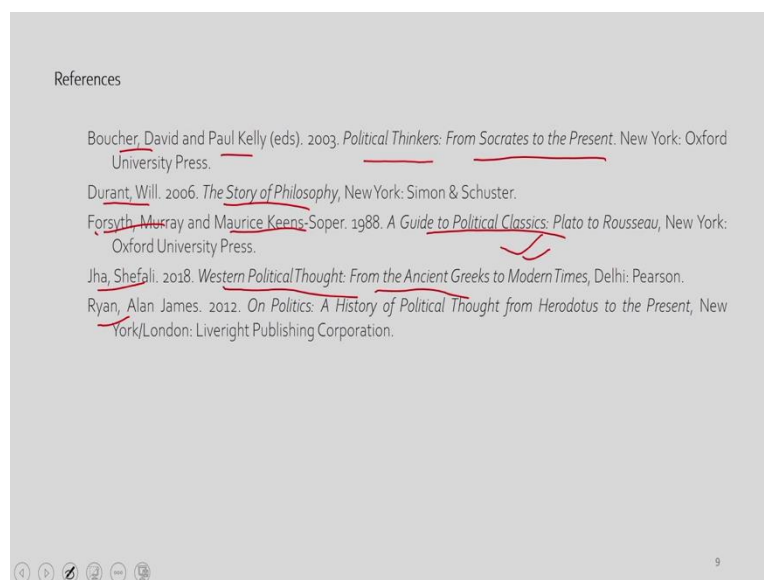 References
Boucher, David and Paul Kelly (eds). 2003. Political Thinkers: From Socrates to the Present. New York: Oxford
University Press.
Durant, Will. 2006. The Story of Philosophy, New York: Simon & Schuster.
Forsyth, Murray and Maurice Keens-Soper. 1988. A Guide to Political Classics: Plato to Rousseau, New York:
Oxford University Press.
Jha, Shefali. 2018. Western Political Thought: From the Ancient Greeks to Modern Times, Delhi: Pearson.
Ryan, Alan James. 2012. On Politics: A History of Political Thought from Herodotus to the Present, New
York/London: Liveright Publishing Corporation.
9